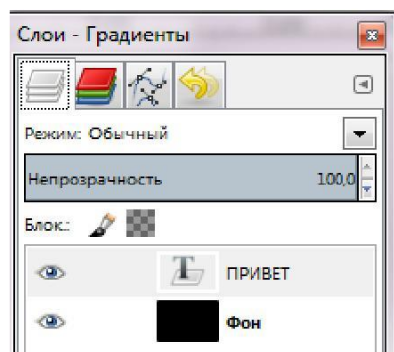 Слои - Градиенты
Режим: Обычный
Непрозрачность 100,0
Блок.:
ПРИВЕТ
Фон